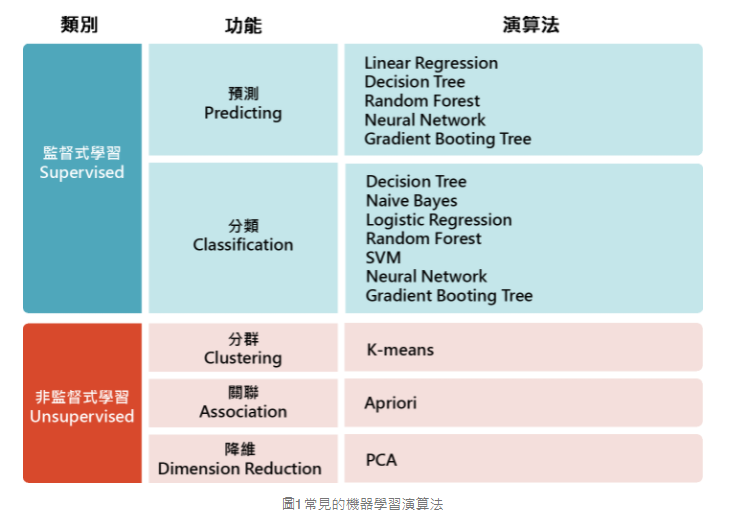 類別 功能 演算法
監督式學習
Supervised
預測
Predicting
Linear Regression
Decision Tree
Random Forest
Neural Network
Gradient Booting Tree
分類
Classification
Decision Tree
Naive Bayes
Logistic Regression
Random Forest
SVM
Neural Network
Gradient Booting Tree
非監督式學習
Unsupervised
分群
Clustering
K-means
關聯
Association
Apriori
降維
Dimension Reduction
PCA
圖1 常見的機器學習演算法